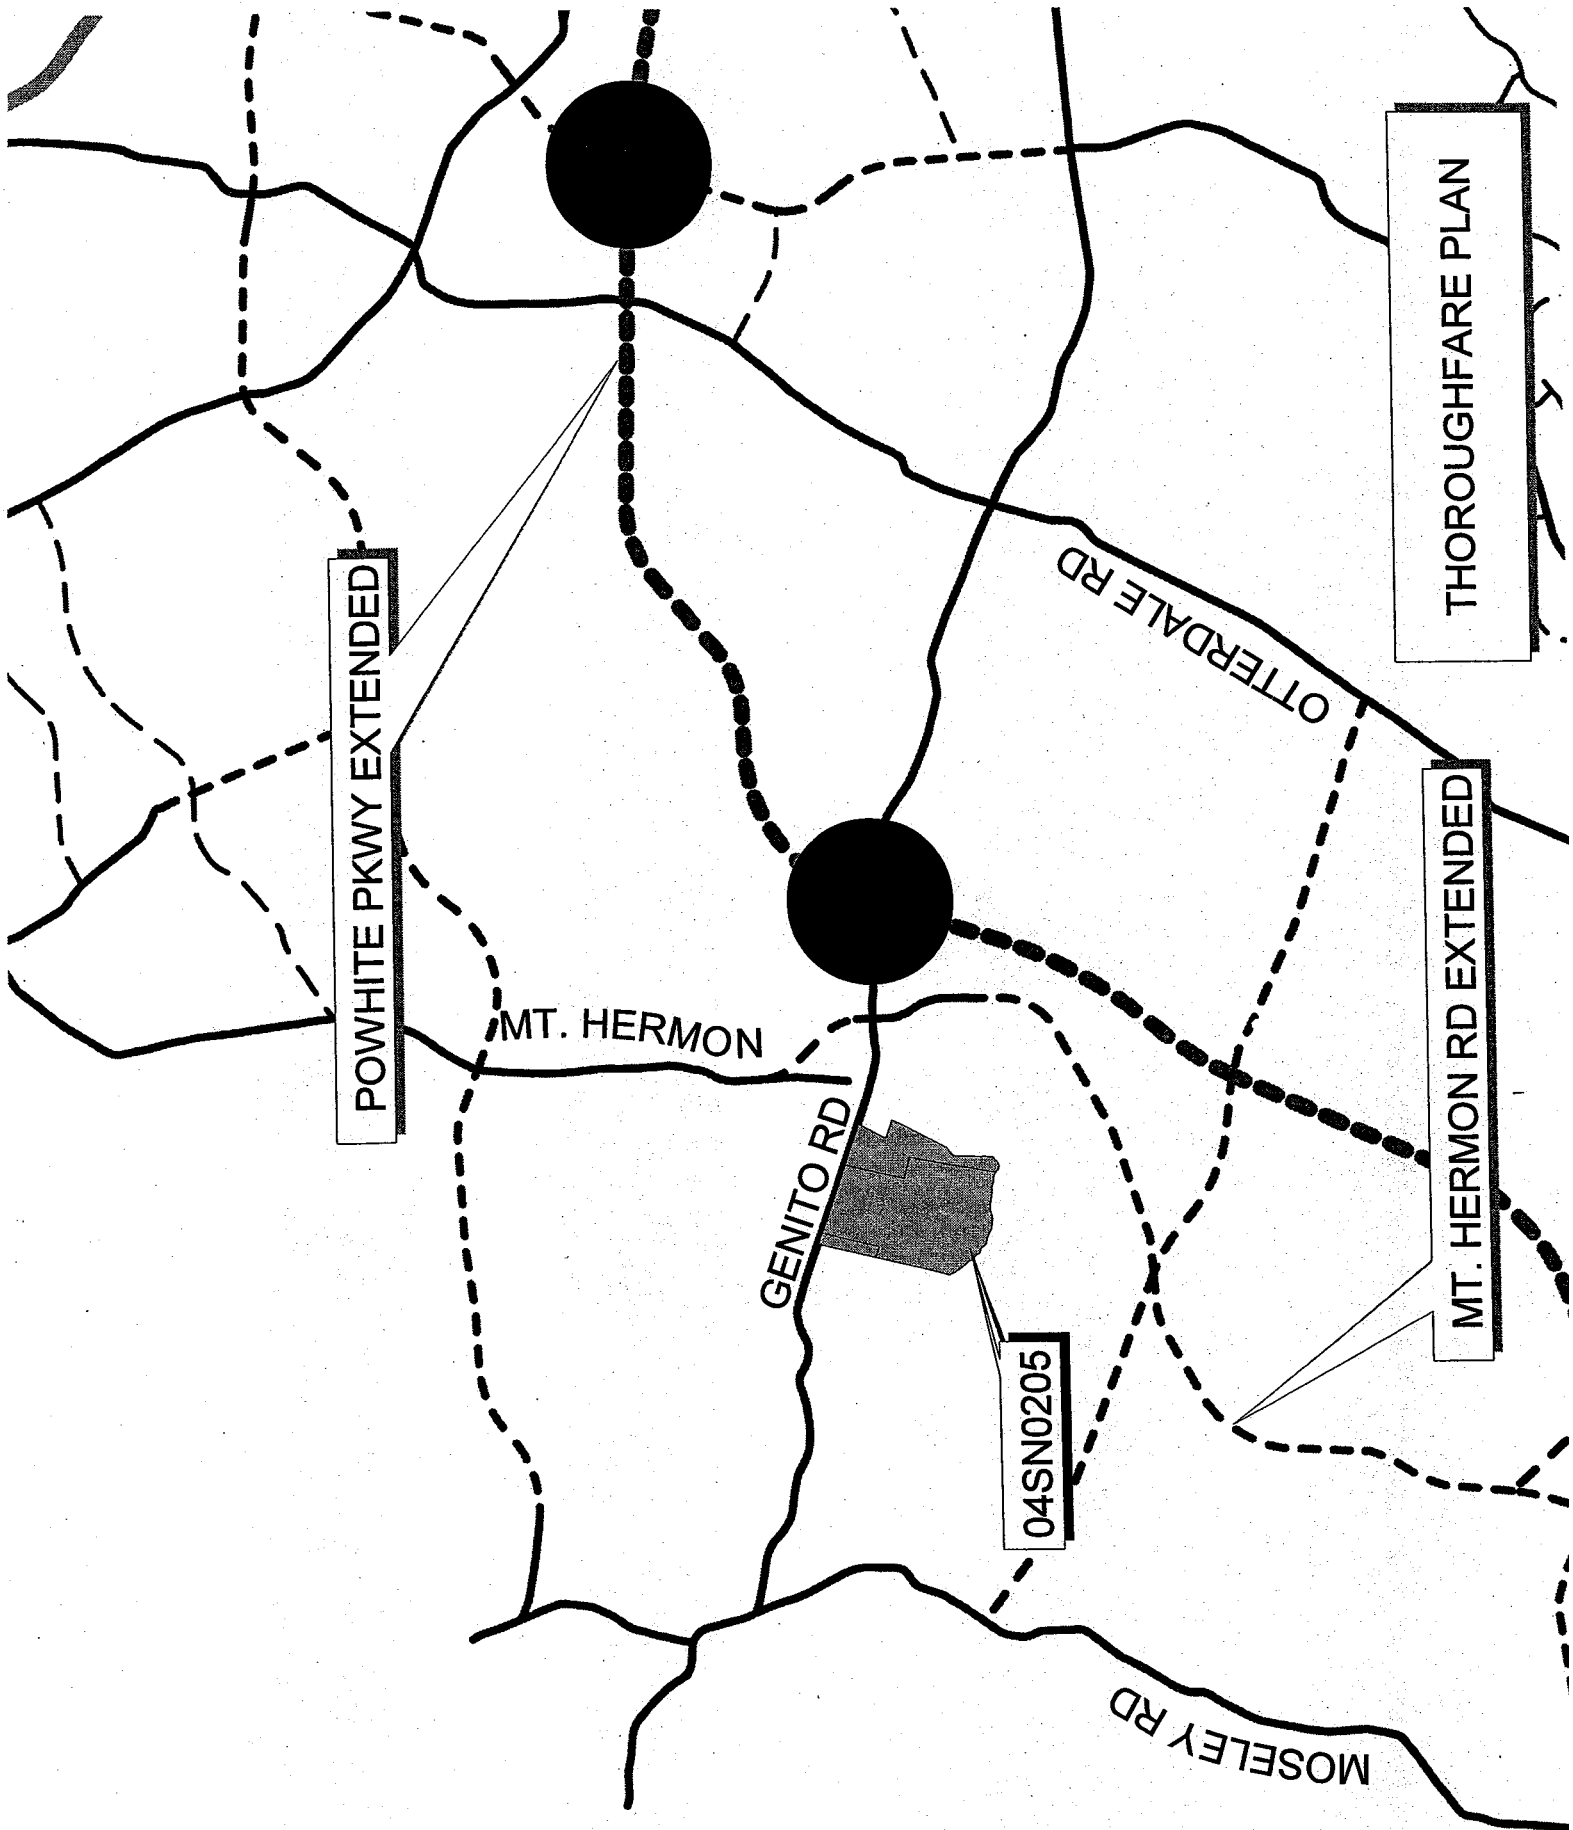 POWHITE PKWY EXTENDED
MT. HERMON
GENITO RD
OTTERDALE RD
THOROUGHFARE PLAN
04SN0205
MT. HERMON RD EXTENDED
MOSELEY RD